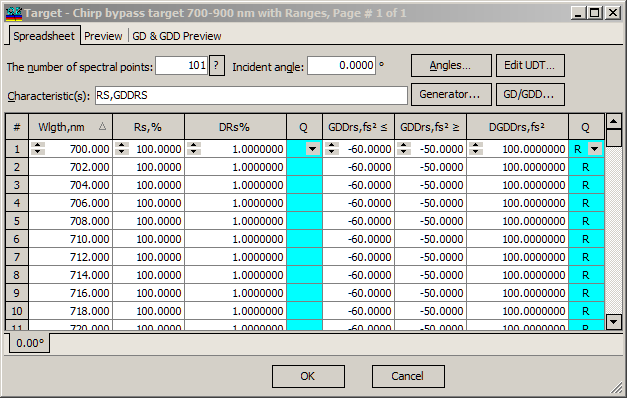 Target - Chirp bypass target 700-900 nm with Ranges, Page # 1 of 1
Spreadsheet Preview GD & GDD Preview
The number of spectral points: 101 ? Incident angle: 0.0000 ° Angles... Edit UDT...
Characteristic(s): RS,GDDRS Generator... GD/GDD...
# Wlgth,nm Rs,% DRs% Q GDDrs,fs² ≤ GDDrs,fs² ≥ DGDDrs,fs² Q
1 700.000 100.0000 1.0000000 -60.0000 -50.0000 100.0000000 R
2 702.000 100.0000 1.0000000 -60.0000 -50.0000 100.0000000 R
3 704.000 100.0000 1.0000000 -60.0000 -50.0000 100.0000000 R
4 706.000 100.0000 1.0000000 -60.0000 -50.0000 100.0000000 R
5 708.000 100.0000 1.0000000 -60.0000 -50.0000 100.0000000 R
6 710.000 100.0000 1.0000000 -60.0000 -50.0000 100.0000000 R
7 712.000 100.0000 1.0000000 -60.0000 -50.0000 100.0000000 R
8 714.000 100.0000 1.0000000 -60.0000 -50.0000 100.0000000 R
9 716.000 100.0000 1.0000000 -60.0000 -50.0000 100.0000000 R
10 718.000 100.0000 1.0000000 -60.0000 -50.0000 100.0000000 R
11 720.000 100.0000 1.0000000 -60.0000 -50.0000 100.0000000 R
0.00°
OK Cancel